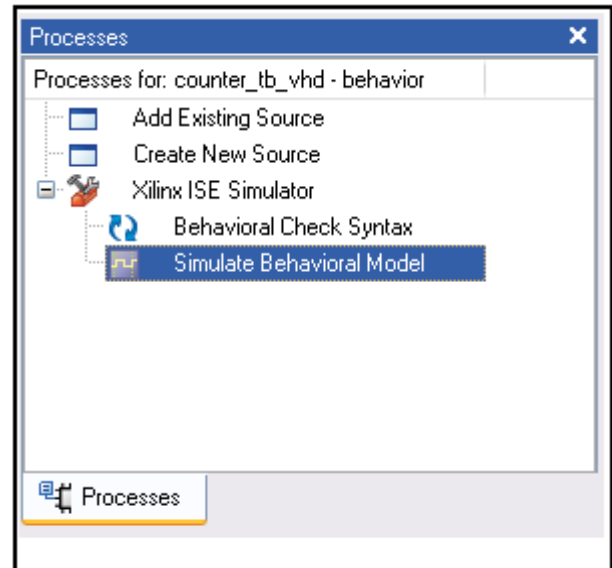 Processes
Processes for: counter_tb_vhd - behavior
Add Existing Source
Create New Source
Xilinx ISE Simulator
Behavioral Check Syntax
Simulate Behavioral Model
Processes